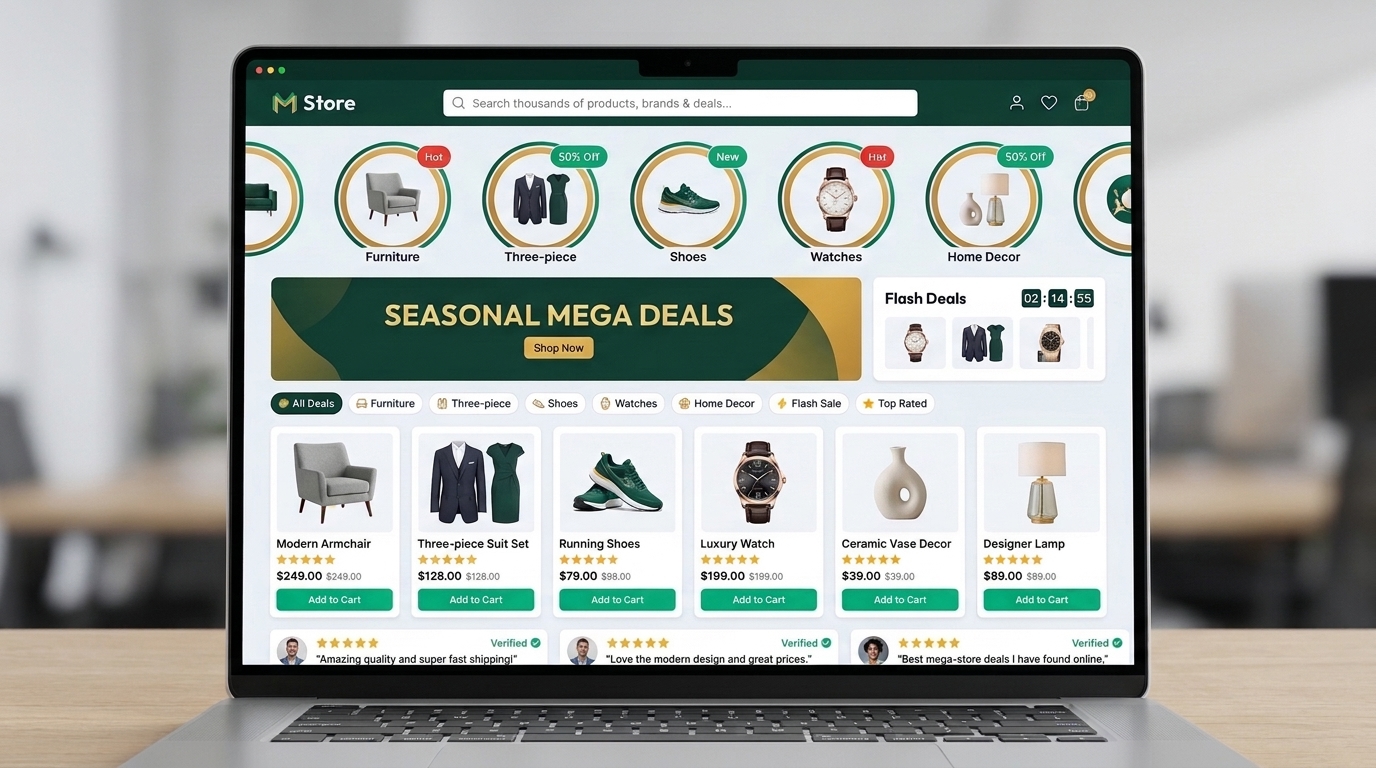 M Store
Search thousands of products, brands & deals...
Hot
50% Off
New
Hot
50% Off
Furniture
Three-piece
Shoes
Watches
Home Decor
SEASONAL MEGA DEALS
Shop Now
Flash Deals
02 : 14 : 55
All Deals
Furniture
Three-piece
Shoes
Watches
Home Decor
Flash Sale
Top Rated
Modern Armchair
$249.00 $249.00
Add to Cart
Three-piece Suit Set
$128.00 $128.00
Add to Cart
Running Shoes
$79.00 $98.00
Add to Cart
Luxury Watch
$199.00 $199.00
Add to Cart
Ceramic Vase Decor
$39.00 $39.00
Add to Cart
Designer Lamp
$89.00 $89.00
Add to Cart
Verified
"Amazing quality and super fast shipping!"
Verified
"Love the modern design and great prices."
Verified
"Best mega-store deals I have found online,"